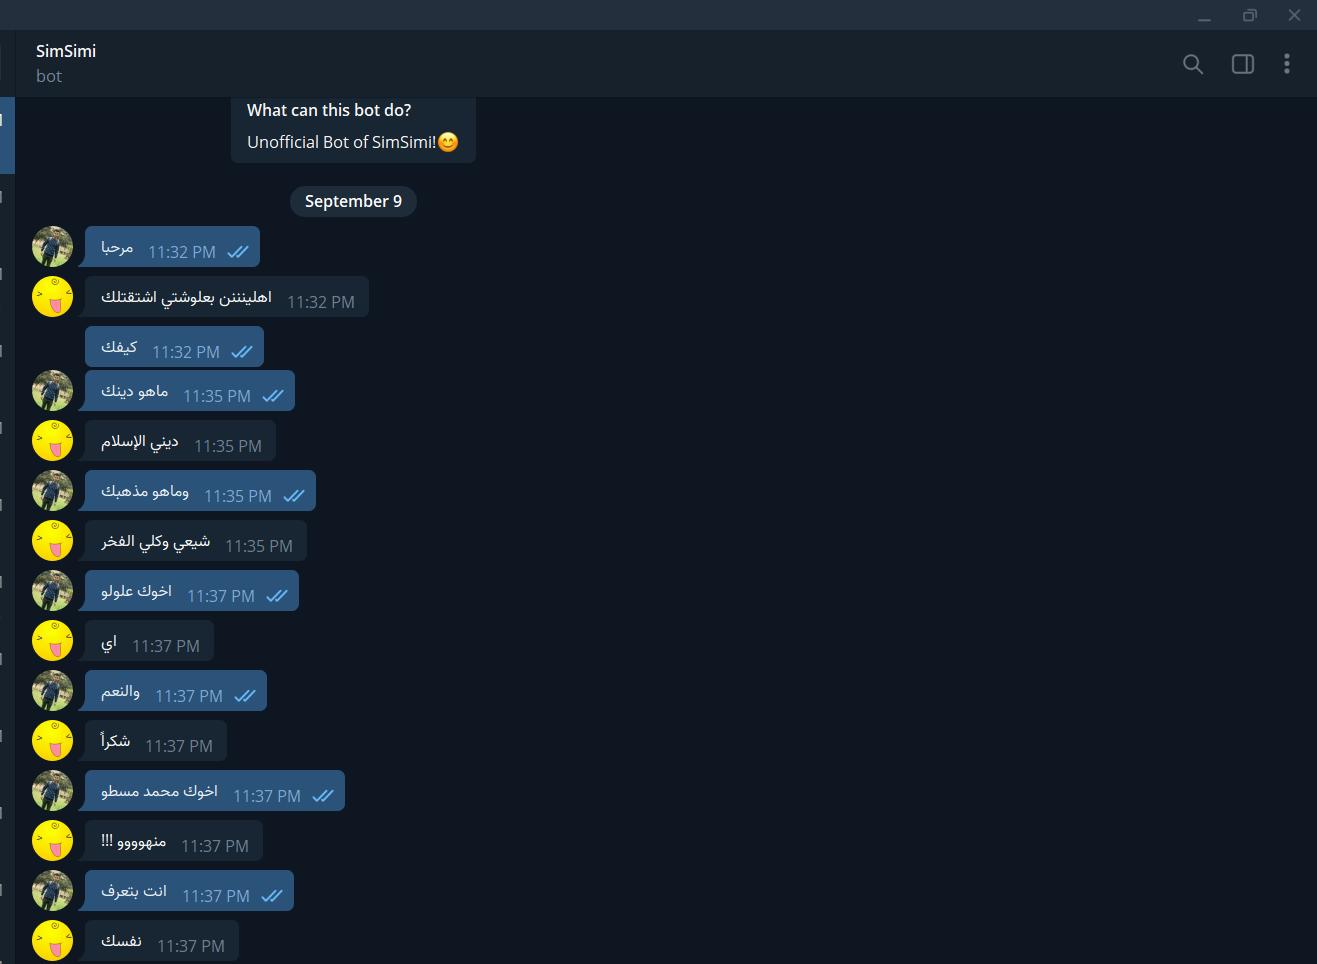 SimSimi
bot
What can this bot do?
Unofficial Bot of SimSimi!😊
September 9
مرحبا 11:32 PM
اهلينننن بعلوشتي اشتقتلك 11:32 PM
كيفك 11:32 PM
ماهو دينك 11:35 PM
ديني الإسلام 11:35 PM
وماهو مذهبك 11:35 PM
شيعي وكلي الفخر 11:35 PM
اخوك علولو 11:37 PM
اي 11:37 PM
والنعم 11:37 PM
شكراً 11:37 PM
اخوك محمد مسطو 11:37 PM
منهوووو !!! 11:37 PM
انت بتعرف 11:37 PM
نفسك 11:37 PM